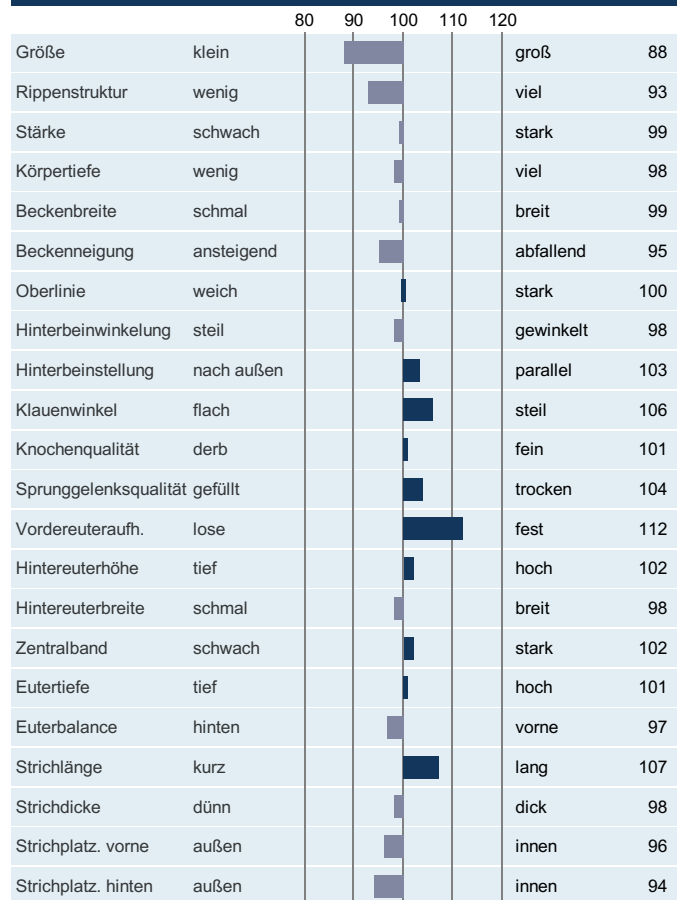 80 90 100 110 120
Größe klein groß 88
Rippenstruktur wenig viel 93
Stärke schwach stark 99
Körpertiefe wenig viel 98
Beckenbreite schmal breit 99
Beckenneigung ansteigend abfallend 95
Oberlinie weich stark 100
Hinterbeinwinkelung steil gewinkelt 98
Hinterbeinstellung nach außen parallel 103
Klauenwinkel flach steil 106
Knochenqualität derb fein 101
Sprunggelenksqualität gefüllt trocken 104
Vordereuteraufh. lose fest 112
Hintereuterhöhe tief hoch 102
Hintereuterbreite schmal breit 98
Zentralband schwach stark 102
Eutertiefe tief hoch 101
Euterbalance hinten vorne 97
Strichlänge kurz lang 107
Strichdicke dünn dick 98
Strichplatz. vorne außen innen 96
Strichplatz. hinten außen innen 94